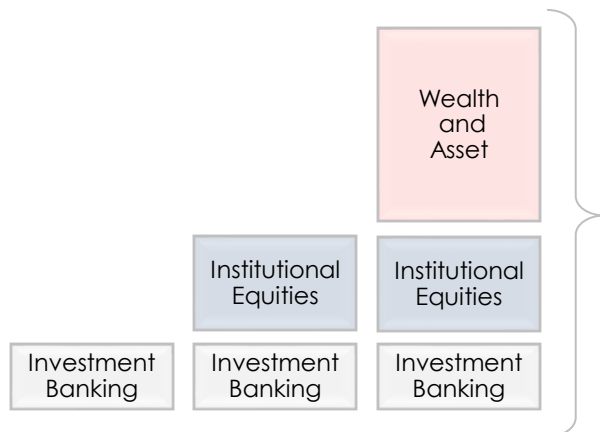 Wealth
and
Asset
Institutional
Equities
Institutional
Equities
Investment
Banking
Investment
Banking
Investment
Banking